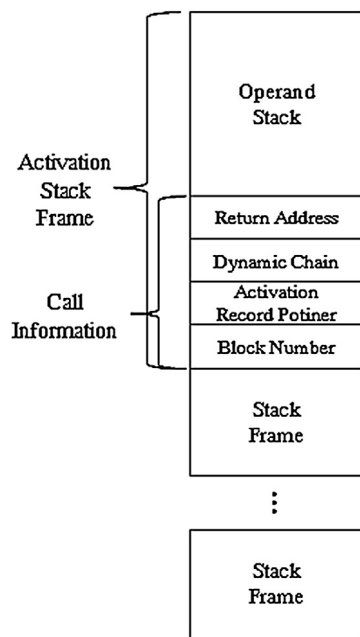 Operand
Stack
Activation
Stack
Frame
Return Address
Dynamic Chain
Activation
Record Potiner
Call
Information
Block Number
Stack
Frame
⋮
Stack
Frame